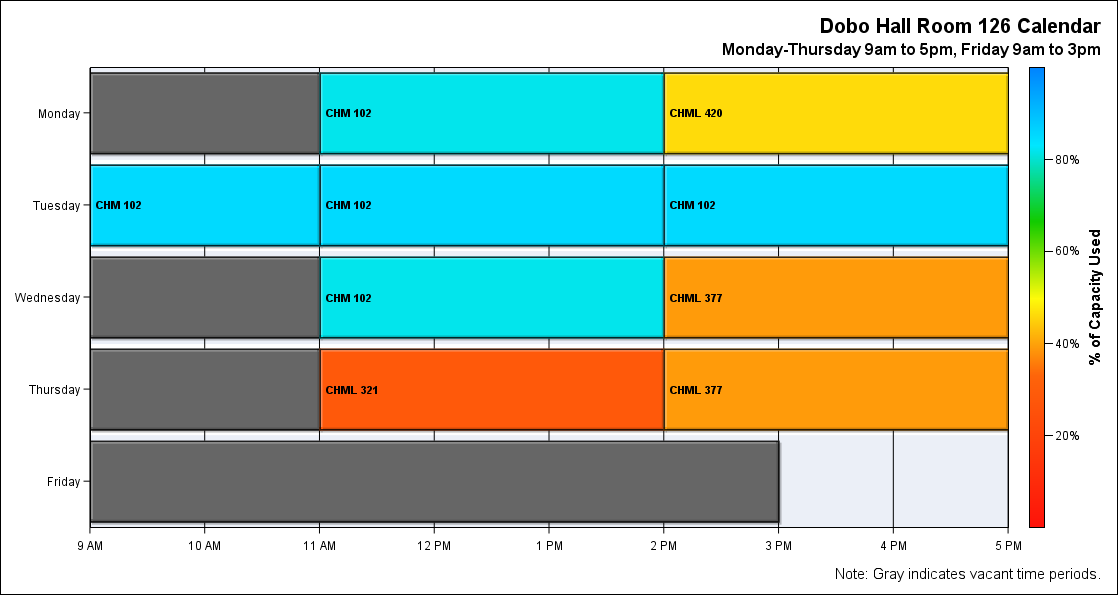 Dobo Hall Room 126 Calendar
Monday-Thursday 9am to 5pm, Friday 9am to 3pm
Monday
CHM 102
CHML 420
Tuesday
CHM 102
CHM 102
CHM 102
Wednesday
CHM 102
CHML 377
Thursday
CHML 321
CHML 377
Friday
9 AM
10 AM
11 AM
12 PM
1 PM
2 PM
3 PM
4 PM
5 PM
80%
60%
40%
20%
% of Capacity Used
Note: Gray indicates vacant time periods.